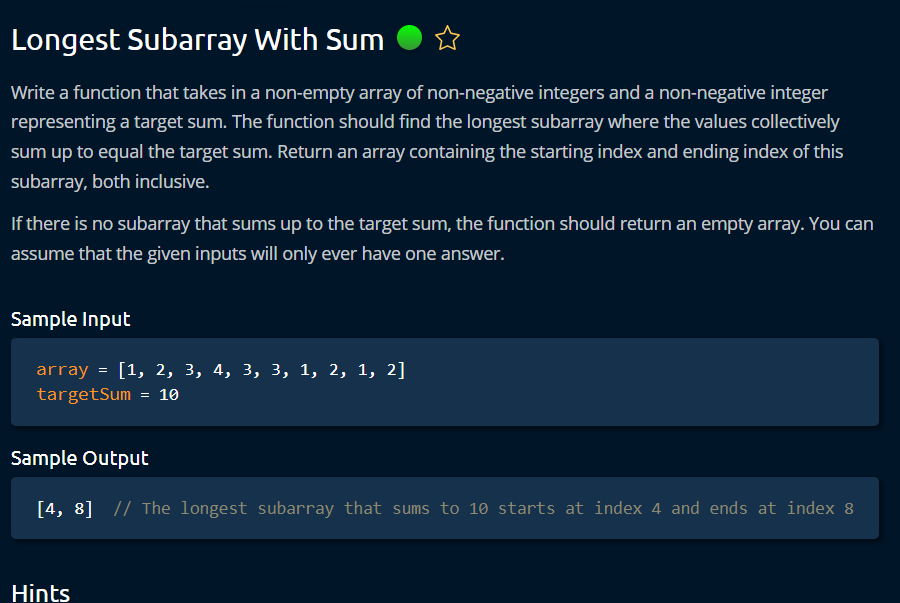 Longest Subarray With Sum
Write a function that takes in a non-empty array of non-negative integers and a non-negative integer
representing a target sum. The function should find the longest subarray where the values collectively
sum up to equal the target sum. Return an array containing the starting index and ending index of this
subarray, both inclusive.
If there is no subarray that sums up to the target sum, the function should return an empty array. You can
assume that the given inputs will only ever have one answer.
Sample Input
array = [1, 2, 3, 4, 3, 3, 1, 2, 1, 2]
targetSum = 10
Sample Output
[4, 8]  // The longest subarray that sums to 10 starts at index 4 and ends at index 8
Hints